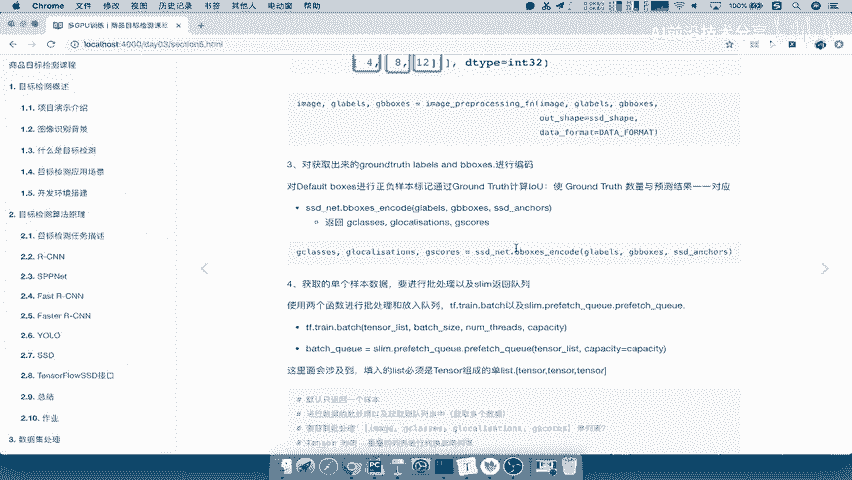 Chrome 文件 修改 视图 历史记录 书签 其他人 电动窗 帮助
100%
多GPU训练 | 商品目标检测课程
localhost:4000/day03/section6.html
商品目标检测课程
1. 目标检测概述
1.1. 项目演示介绍
1.2. 图像识别背景
1.3. 什么是目标检测
1.4. 目标检测应用场景
1.5. 开发环境搭建
2. 目标检测算法原理
2.1. 目标检测任务描述
2.2. R-CNN
2.3. SPPNet
2.4. Fast R-CNN
2.5. Faster R-CNN
2.6. YOLO
2.7. SSD
2.8. TensorFlowSSD接口
2.9. 总结
2.10. 作业
3. 数据集处理
[ 4, [ 8, [12] ], dtype=int32)
image, glabels, gbboxes = image_preprocessing_fn(image, glabels, gbboxes,
out_shape=ssd_shape,
data_format=DATA_FORMAT)
3、对获取出来的groundtruth labels and bboxes.进行编码
对Default boxes进行正负样本标记通过Ground Truth计算IoU：使 Ground Truth 数量与预测结果一一对应
ssd_net.bboxes_encode(glabels, gbboxes, ssd_anchors)
返回 gclasses, glocalisations, gscores
gclasses, glocalisations, gscores = ssd_net.bboxes_encode(glabels, gbboxes, ssd_anchors)
4、获取的单个样本数据，要进行批处理以及slim返回队列
使用两个函数进行批处理和放入队列，tf.train.batch以及slim.prefetch_queue.prefetch_queue,
tf.train.batch(tensor_list, batch_size, num_threads, capacity)
batch_queue = slim.prefetch_queue.prefetch_queue(tensor_list, capacity=capacity)
这里面会涉及到，填入的list必须是Tensor组成的单list.[tensor,tensor,tensor]
# 默认只返回一个样本